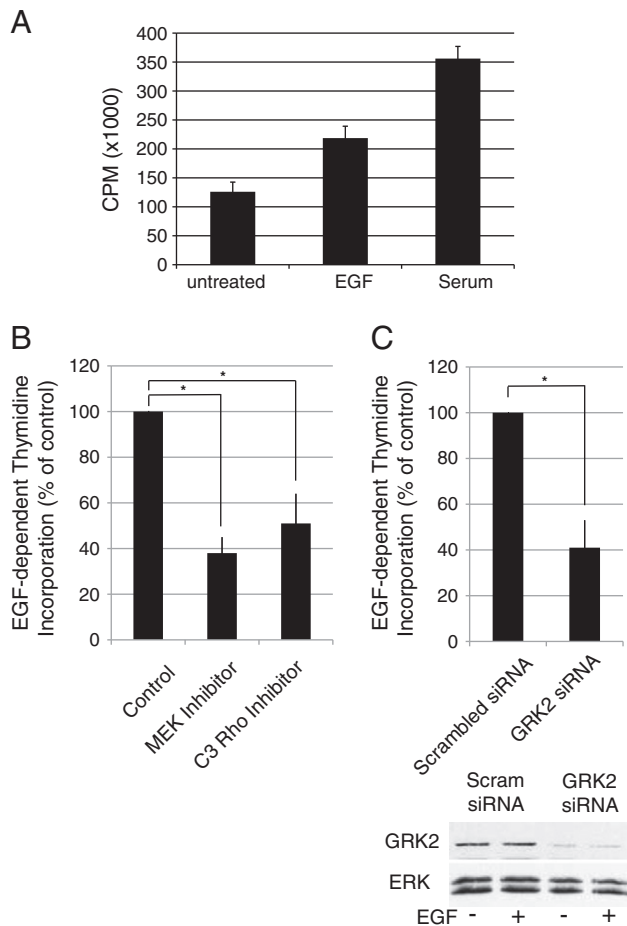 A
CPM (x1000)
400
350
300
250
200
150
100
50
0
untreated EGF Serum
B
EGF-dependent Thymidine
Incorporation (% of control)
120
100
80
60
40
20
0
*
*
Control
MEK Inhibitor
C3 Rho Inhibitor
C
EGF-dependent Thymidine
Incorporation (% of control)
120
100
80
60
40
20
0
*
Scrambled siRNA
GRK2 siRNA
Scram siRNA
GRK2 siRNA
GRK2
ERK
EGF - + - +